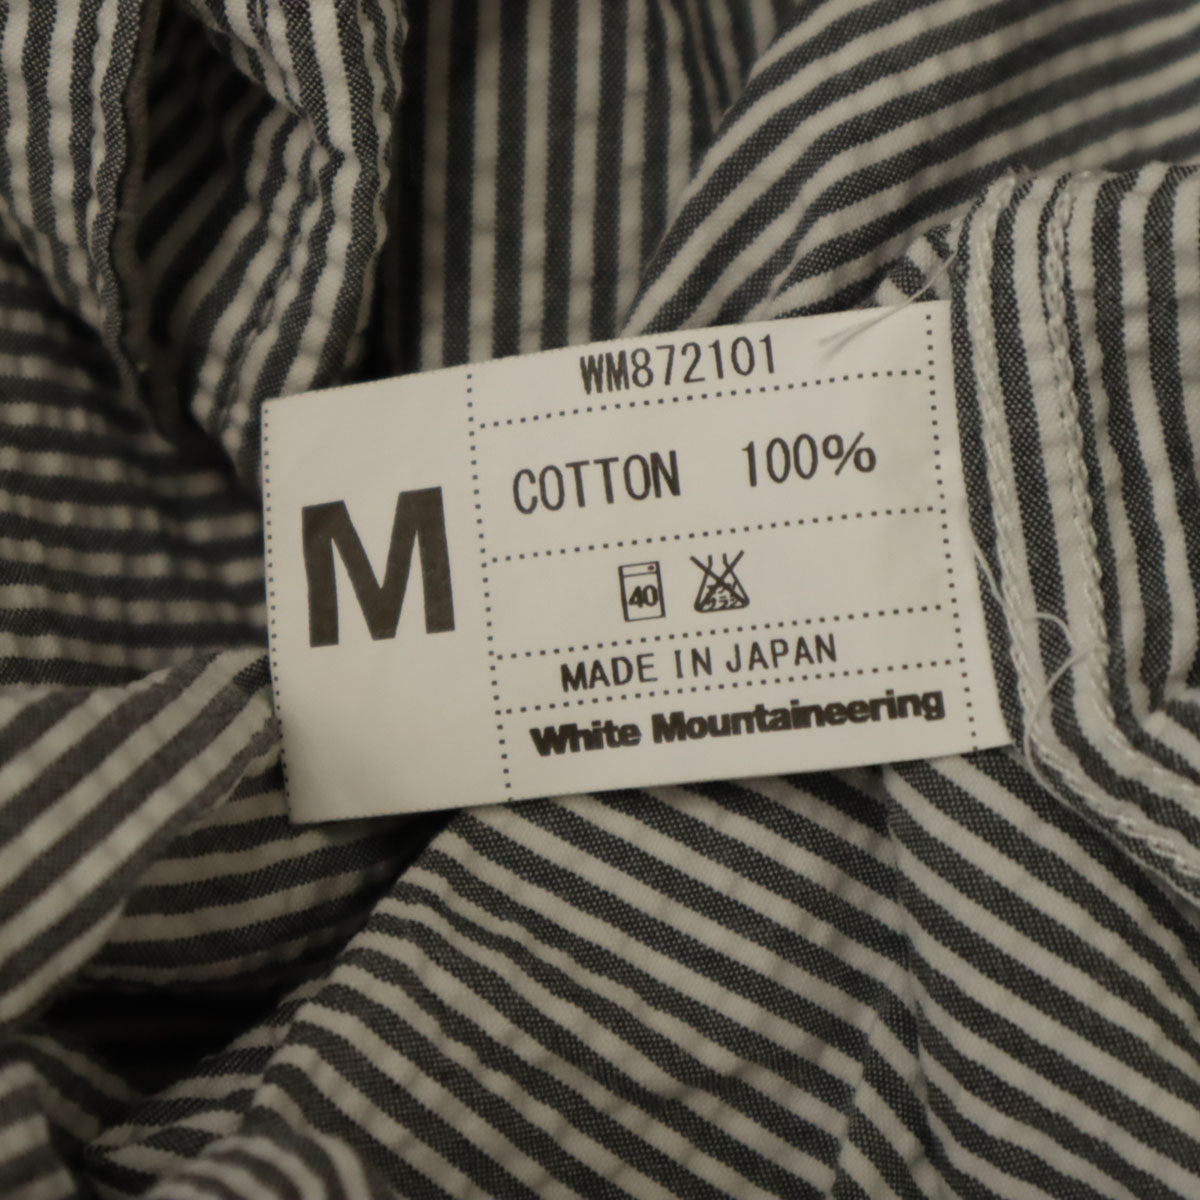 WM872101
M
COTTON 100%
40
MADE IN JAPAN
White Mountaineering